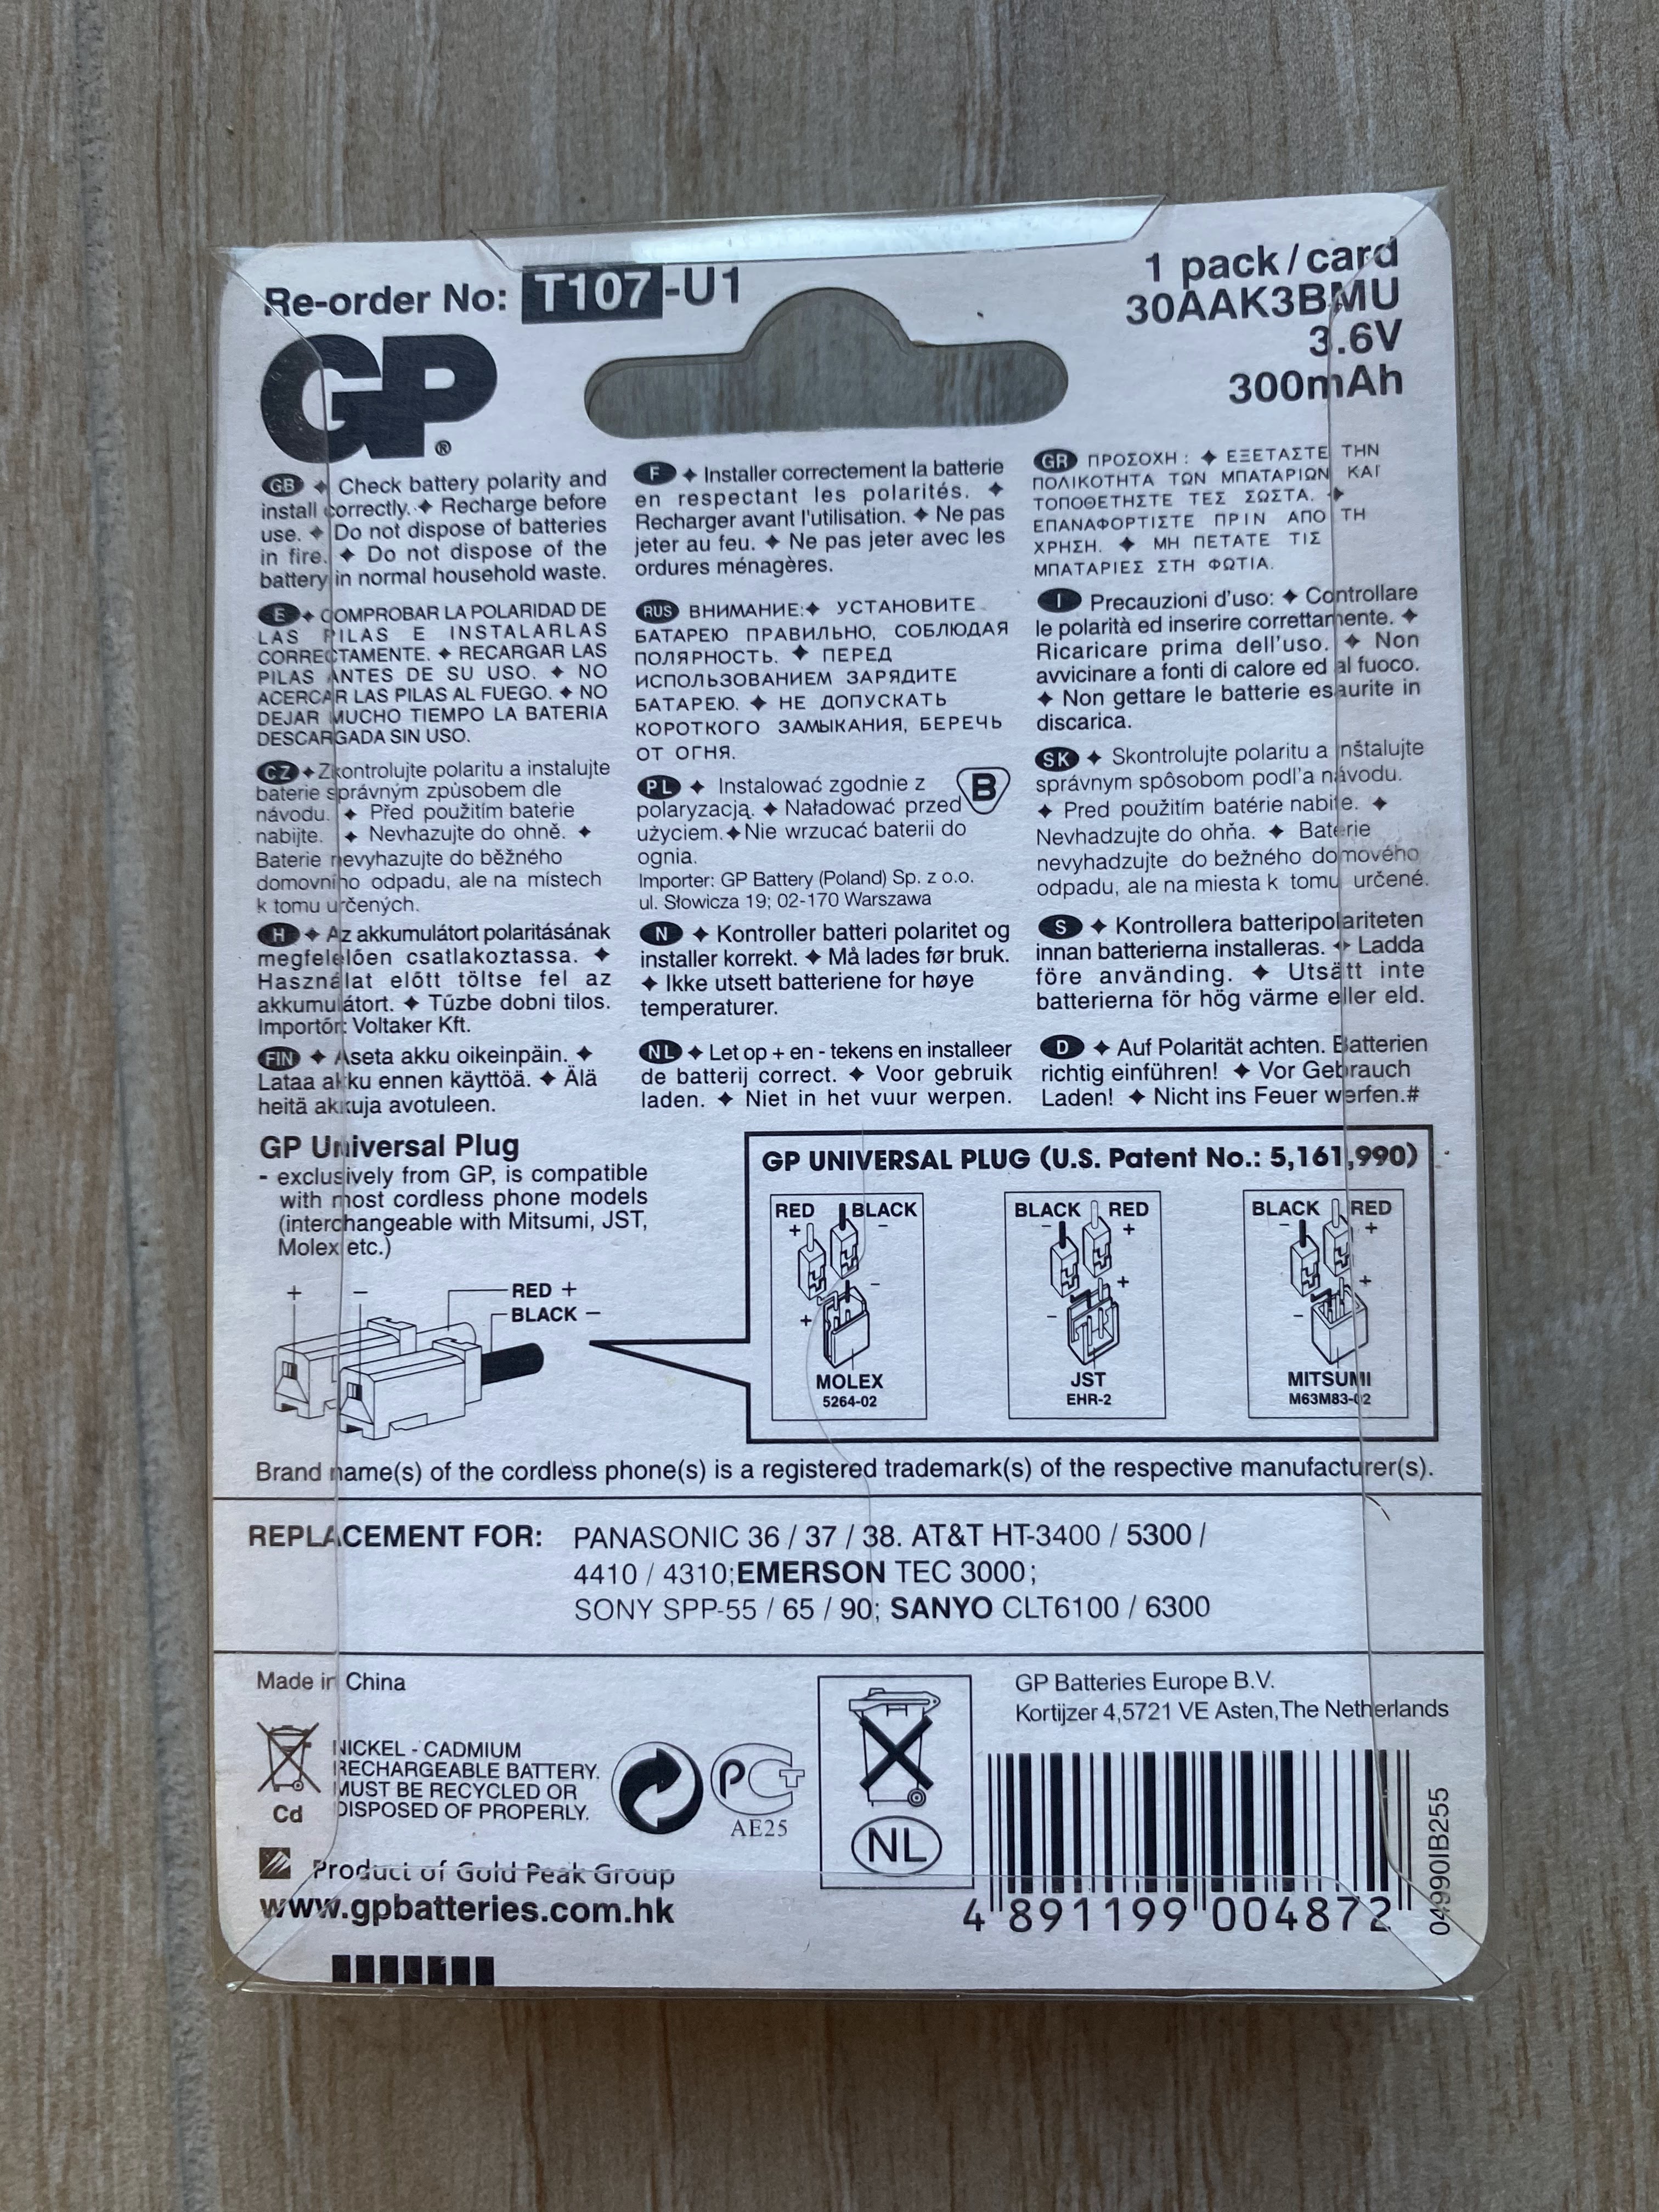 Re-order No: T107-U1
1 pack/card
30AAK3BMU
3.6V
300mAh
GP®
GB ✦ Check battery polarity and
install correctly. ✦ Recharge before
use. ✦ Do not dispose of batteries
in fire. ✦ Do not dispose of the
battery in normal household waste.
F ✦ Installer correctement la batterie
en respectant les polarités. ✦
Recharger avant l'utilisation. ✦ Ne pas
jeter au feu. ✦ Ne pas jeter avec les
ordures ménagères.
GR ΠΡΟΣΟΧΗ : ✦ ΕΞΕΤΑΣΤΕ ΤΗΝ
ΠΟΛΙΚΟΤΗΤΑ ΤΩΝ ΜΠΑΤΑΡΙΩΝ ΚΑΙ
ΤΟΠΟΘΕΤΗΣΤΕ ΤΕΣ ΣΩΣΤΑ. ✦
ΕΠΑΝΑΦΟΡΤΙΣΤΕ ΠΡΙΝ ΑΠΟ ΤΗ
ΧΡΗΣΗ. ✦ ΜΗ ΠΕΤΑΤΕ ΤΙΣ
ΜΠΑΤΑΡΙΕΣ ΣΤΗ ΦΩΤΙΑ.
E ✦ COMPROBAR LA POLARIDAD DE
LAS PILAS E INSTALARLAS
CORRECTAMENTE. ✦ RECARGAR LAS
PILAS ANTES DE SU USO. ✦ NO
ACERCAR LAS PILAS AL FUEGO. ✦ NO
DEJAR MUCHO TIEMPO LA BATERIA
DESCARGADA SIN USO.
RUS ВНИМАНИЕ:✦ УСТАНОВИТЕ
БАТАРЕЮ ПРАВИЛЬНО, СОБЛЮДАЯ
ПОЛЯРНОСТЬ. ✦ ПЕРЕД
ИСПОЛЬЗОВАНИЕМ ЗАРЯДИТЕ
БАТАРЕЮ. ✦ НЕ ДОПУСКАТЬ
КОРОТКОГО ЗАМЫКАНИЯ, БЕРЕЧЬ
ОТ ОГНЯ.
I Precauzioni d'uso: ✦ Controllare
le polarità ed inserire correttamente. ✦
Ricaricare prima dell'uso. ✦ Non
avvicinare a fonti di calore ed al fuoco.
✦ Non gettare le batterie esaurite in
discarica.
CZ ✦ Zkontrolujte polaritu a instalujte
baterie správným způsobem dle
návodu. ✦ Před použitím baterie
nabijte. ✦ Nevhazujte do ohně. ✦
Baterie nevyhazujte do běžného
domovního odpadu, ale na místech
k tomu určených.
PL ✦ Instalować zgodnie z
polaryzacją. ✦ Naładować przed
użyciem.✦Nie wrzucać baterii do
ognia.
B
Importer: GP Battery (Poland) Sp. z o.o.
ul. Słowicza 19; 02-170 Warszawa
SK ✦ Skontrolujte polaritu a inštalujte
správnym spôsobom podl'a návodu.
✦ Pred použitím batérie nabite. ✦
Nevhadzujte do ohňa. ✦ Baterie
nevyhadzujte do bežného domového
odpadu, ale na miesta k tomu určené.
H ✦ Az akkumulátort polaritásának
megfelelően csatlakoztassa. ✦
Használat előtt töltse fel az
akkumulátort. ✦ Tűzbe dobni tilos.
Importőr: Voltaker Kft.
N ✦ Kontroller batteri polaritet og
installer korrekt. ✦ Må lades før bruk.
✦ Ikke utsett batteriene for høye
temperaturer.
S ✦ Kontrollera batteripolariteten
innan batterierna installeras. ✦ Ladda
före använding. ✦ Utsätt inte
batterierna för hög värme eller eld.
FIN ✦ Aseta akku oikeinpäin. ✦
Lataa akku ennen käyttöä. ✦ Älä
heitä akkuja avotuleen.
NL ✦ Let op + en - tekens en installeer
de batterij correct. ✦ Voor gebruik
laden. ✦ Niet in het vuur werpen.
D ✦ Auf Polarität achten. Batterien
richtig einführen! ✦ Vor Gebrauch
Laden! ✦ Nicht ins Feuer werfen.#
GP Universal Plug
- exclusively from GP, is compatible
with most cordless phone models
(interchangeable with Mitsumi, JST,
Molex etc.)
+ −
RED +
BLACK −
GP UNIVERSAL PLUG (U.S. Patent No.: 5,161,990)
RED BLACK
+ −
− +
MOLEX
5264-02
BLACK RED
− +
+ −
JST
EHR-2
BLACK RED
− +
+ −
MITSUMI
M63M83-02
Brand name(s) of the cordless phone(s) is a registered trademark(s) of the respective manufacturer(s).
REPLACEMENT FOR: PANASONIC 36 / 37 / 38. AT&T HT-3400 / 5300 /
4410 / 4310;EMERSON TEC 3000;
SONY SPP-55 / 65 / 90; SANYO CLT6100 / 6300
Made in China
Cd
NICKEL - CADMIUM
RECHARGEABLE BATTERY.
MUST BE RECYCLED OR
DISPOSED OF PROPERLY.
AE25
NL
GP Batteries Europe B.V.
Kortijzer 4,5721 VE Asten,The Netherlands
Product of Gold Peak Group
www.gpbatteries.com.hk
4 891199 004872
04990IB255